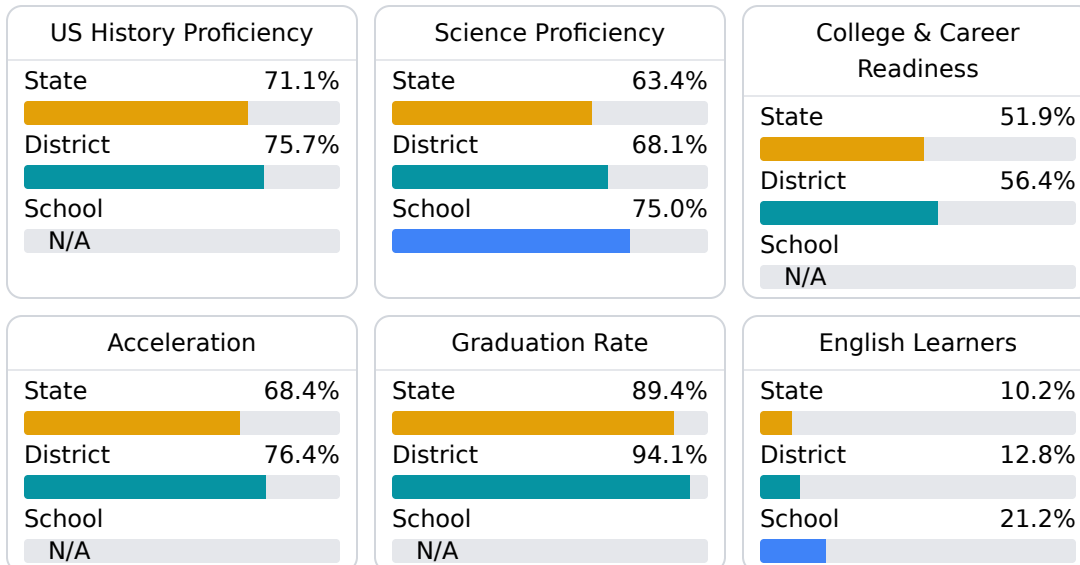 US History Proficiency
State 71.1%
District 75.7%
School
N/A
Science Proficiency
State 63.4%
District 68.1%
School 75.0%
College & Career
Readiness
State 51.9%
District 56.4%
School
N/A
Acceleration
State 68.4%
District 76.4%
School
N/A
Graduation Rate
State 89.4%
District 94.1%
School
N/A
English Learners
State 10.2%
District 12.8%
School 21.2%